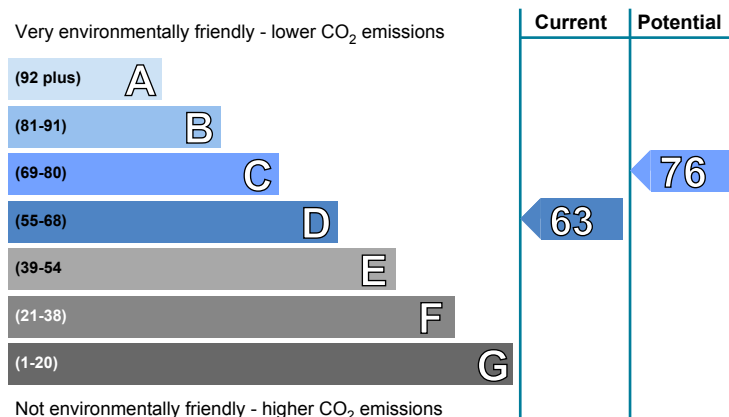 Current Potential
Very environmentally friendly - lower CO2 emissions
(92 plus) A
(81-91) B
(69-80) C
76
(55-68) D
63
(39-54 E
(21-38) F
(1-20) G
Not environmentally friendly - higher CO2 emissions